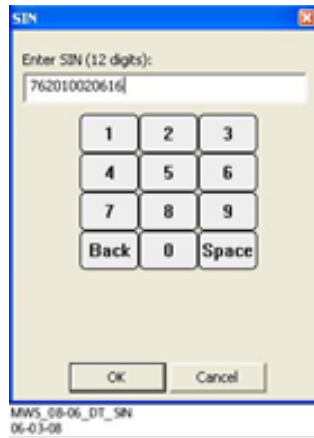 SIN
Enter SIN (12 digits):
762010020616
1 2 3
4 5 6
7 8 9
Back 0 Space
OK Cancel
MWS_08-06_DT_SIN
06-03-08